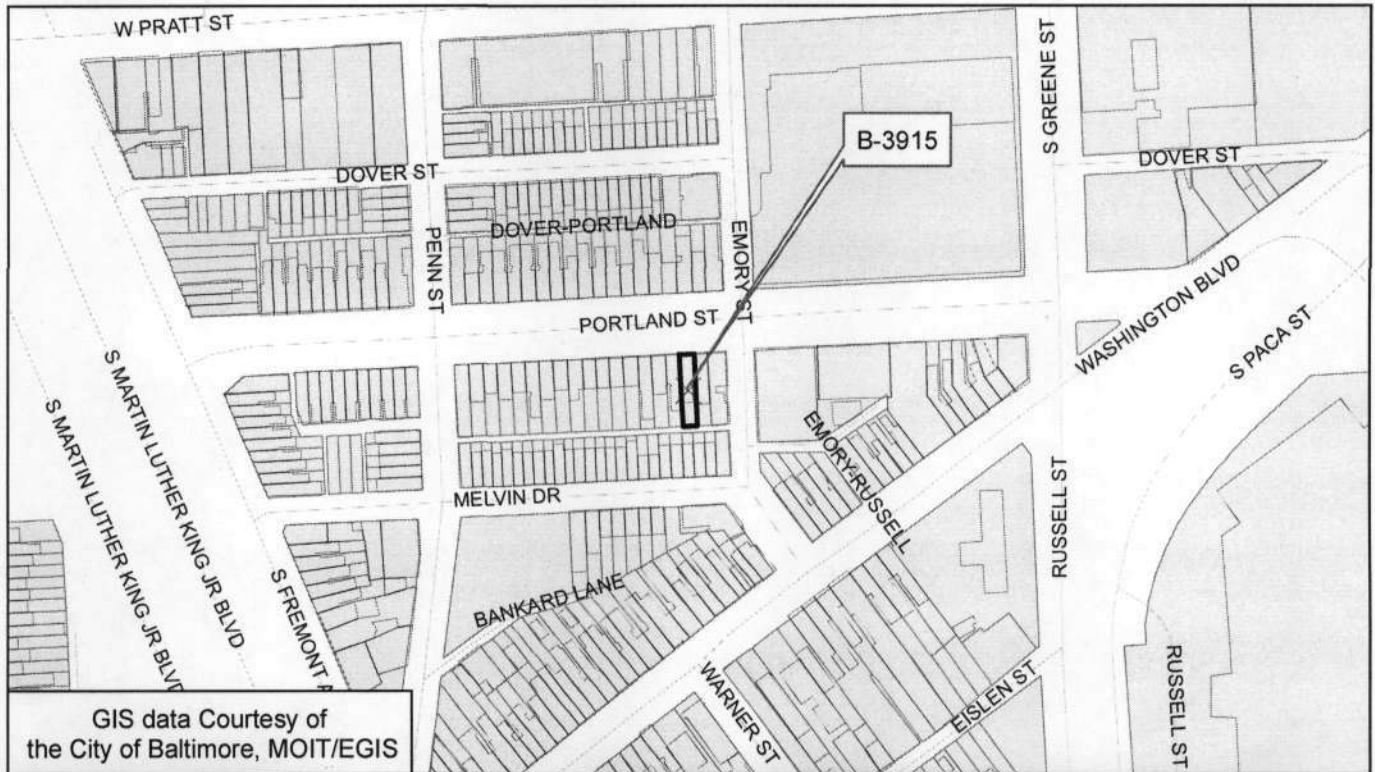 W PRATT ST
S GREENE ST
B-3915
DOVER ST
DOVER ST
DOVER-PORTLAND
PENN ST
EMORY ST
PORTLAND ST
WASHINGTON BLVD
S PACA ST
S MARTIN LUTHER KING JR BLVD
S MARTIN LUTHER KING JR BLVD
EMORY-RUSSELL
MELVIN DR
RUSSELL ST
S FREMONT A
BANKARD LANE
WARNER ST
EISLEN ST
RUSSELL ST
GIS data Courtesy of
the City of Baltimore, MOIT/EGIS